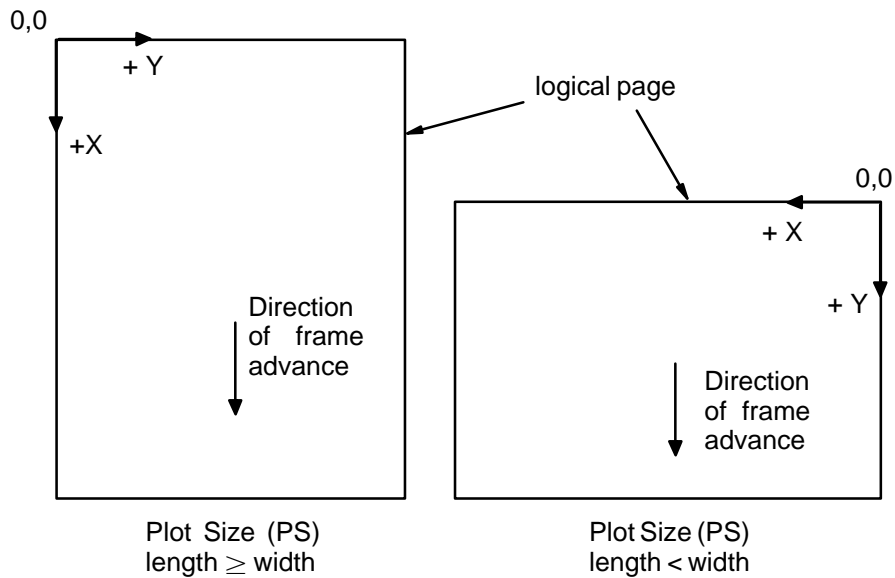 0,0
+ Y
+X
logical page
0,0
+ X
+ Y
Direction
of frame
advance
Direction
of frame
advance
Plot Size (PS)
length ≥ width
Plot Size (PS)
length < width